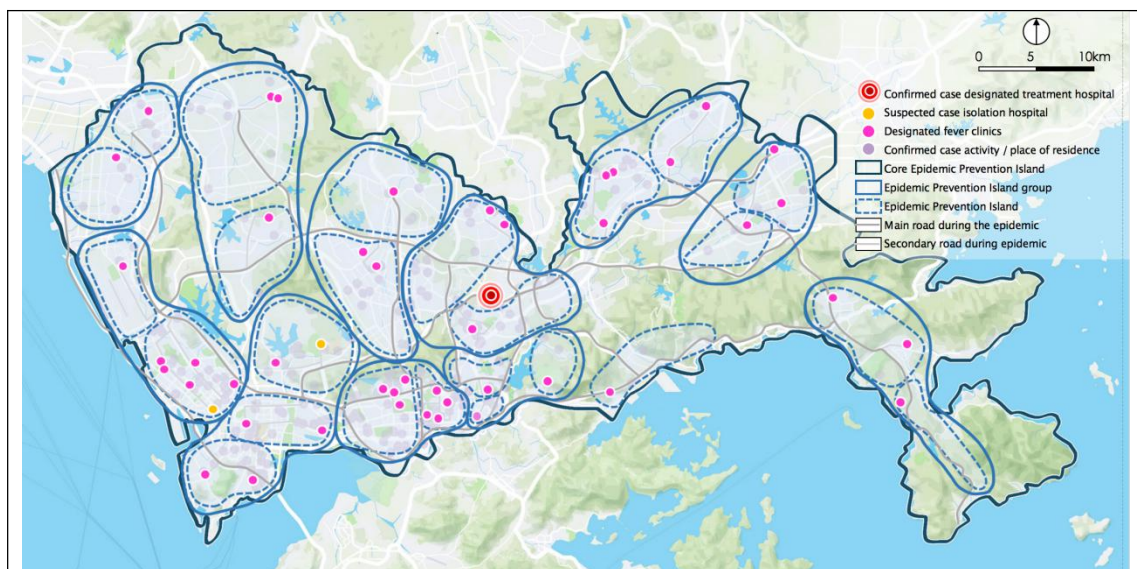 0 5 10km
Confirmed case designated treatment hospital
Suspected case isolation hospital
Designated fever clinics
Confirmed case activity / place of residence
Core Epidemic Prevention Island
Epidemic Prevention Island group
Epidemic Prevention Island
Main road during the epidemic
Secondary road during epidemic